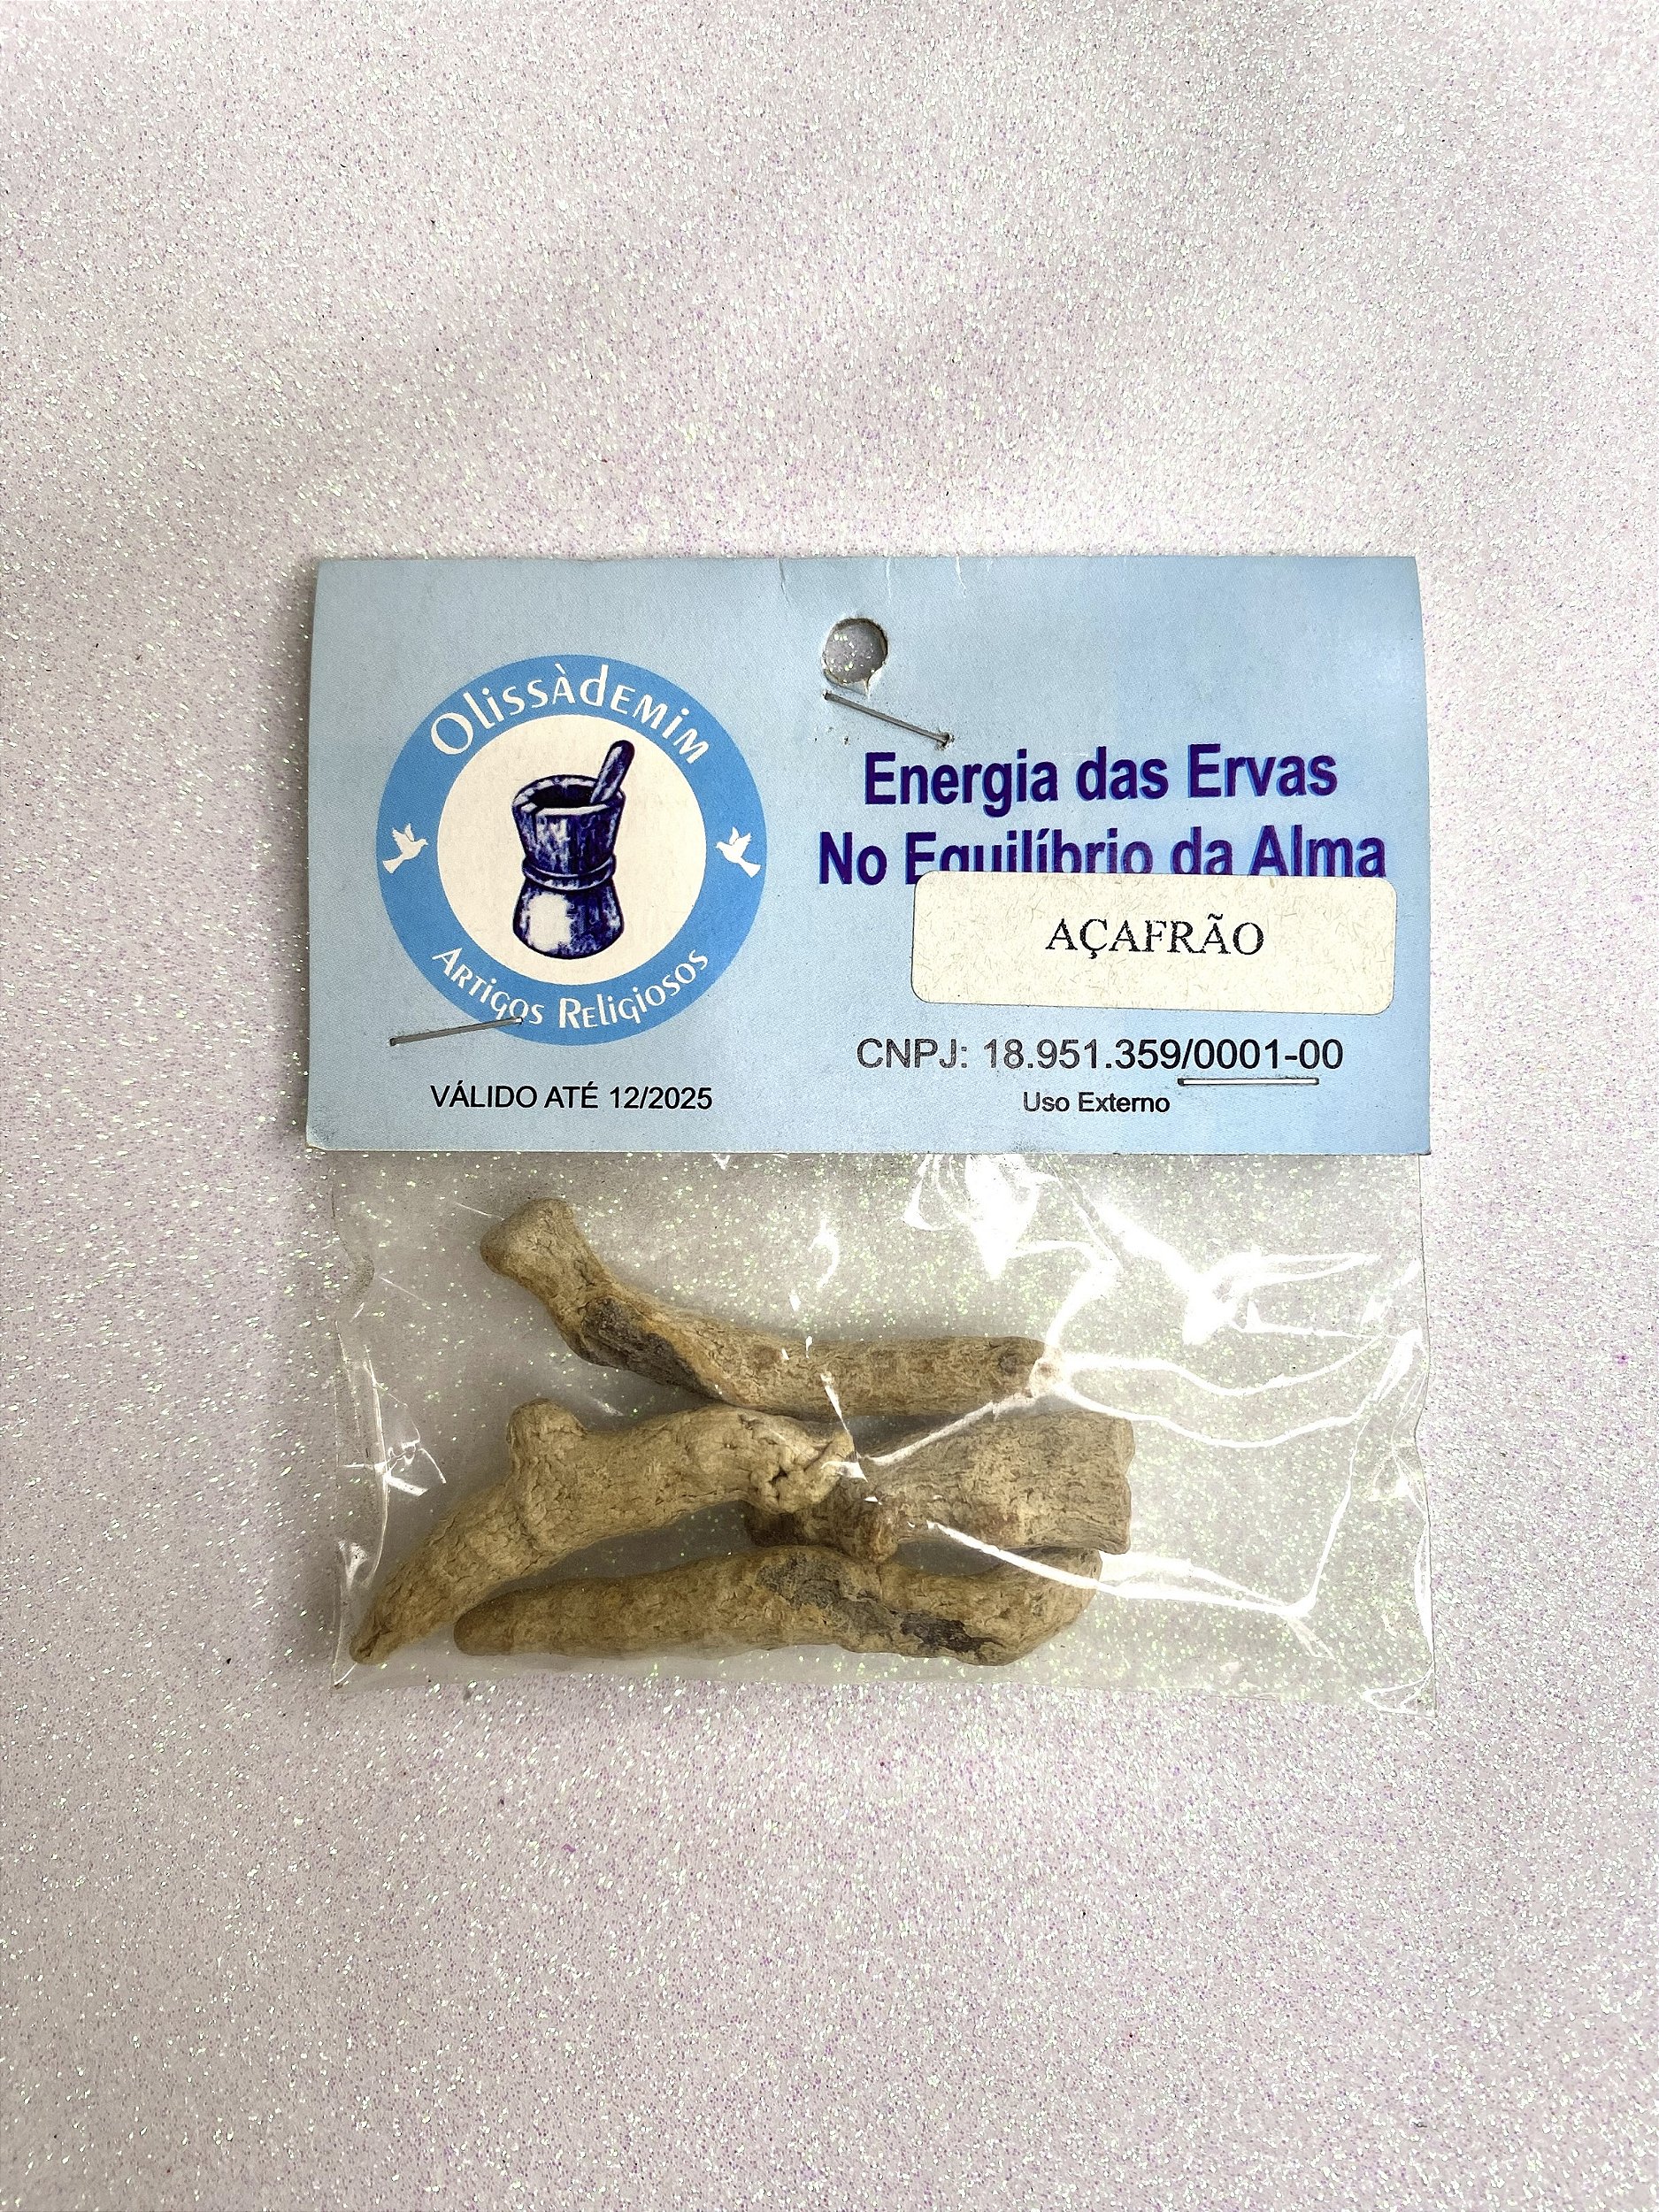 OlissàdEMiM
ARTiGOS REliGiOSOS
VÁLIDO ATÉ 12/2025
Energia das Ervas
No Equilíbrio da Alma
AÇAFRÃO
CNPJ: 18.951.359/0001-00
Uso Externo